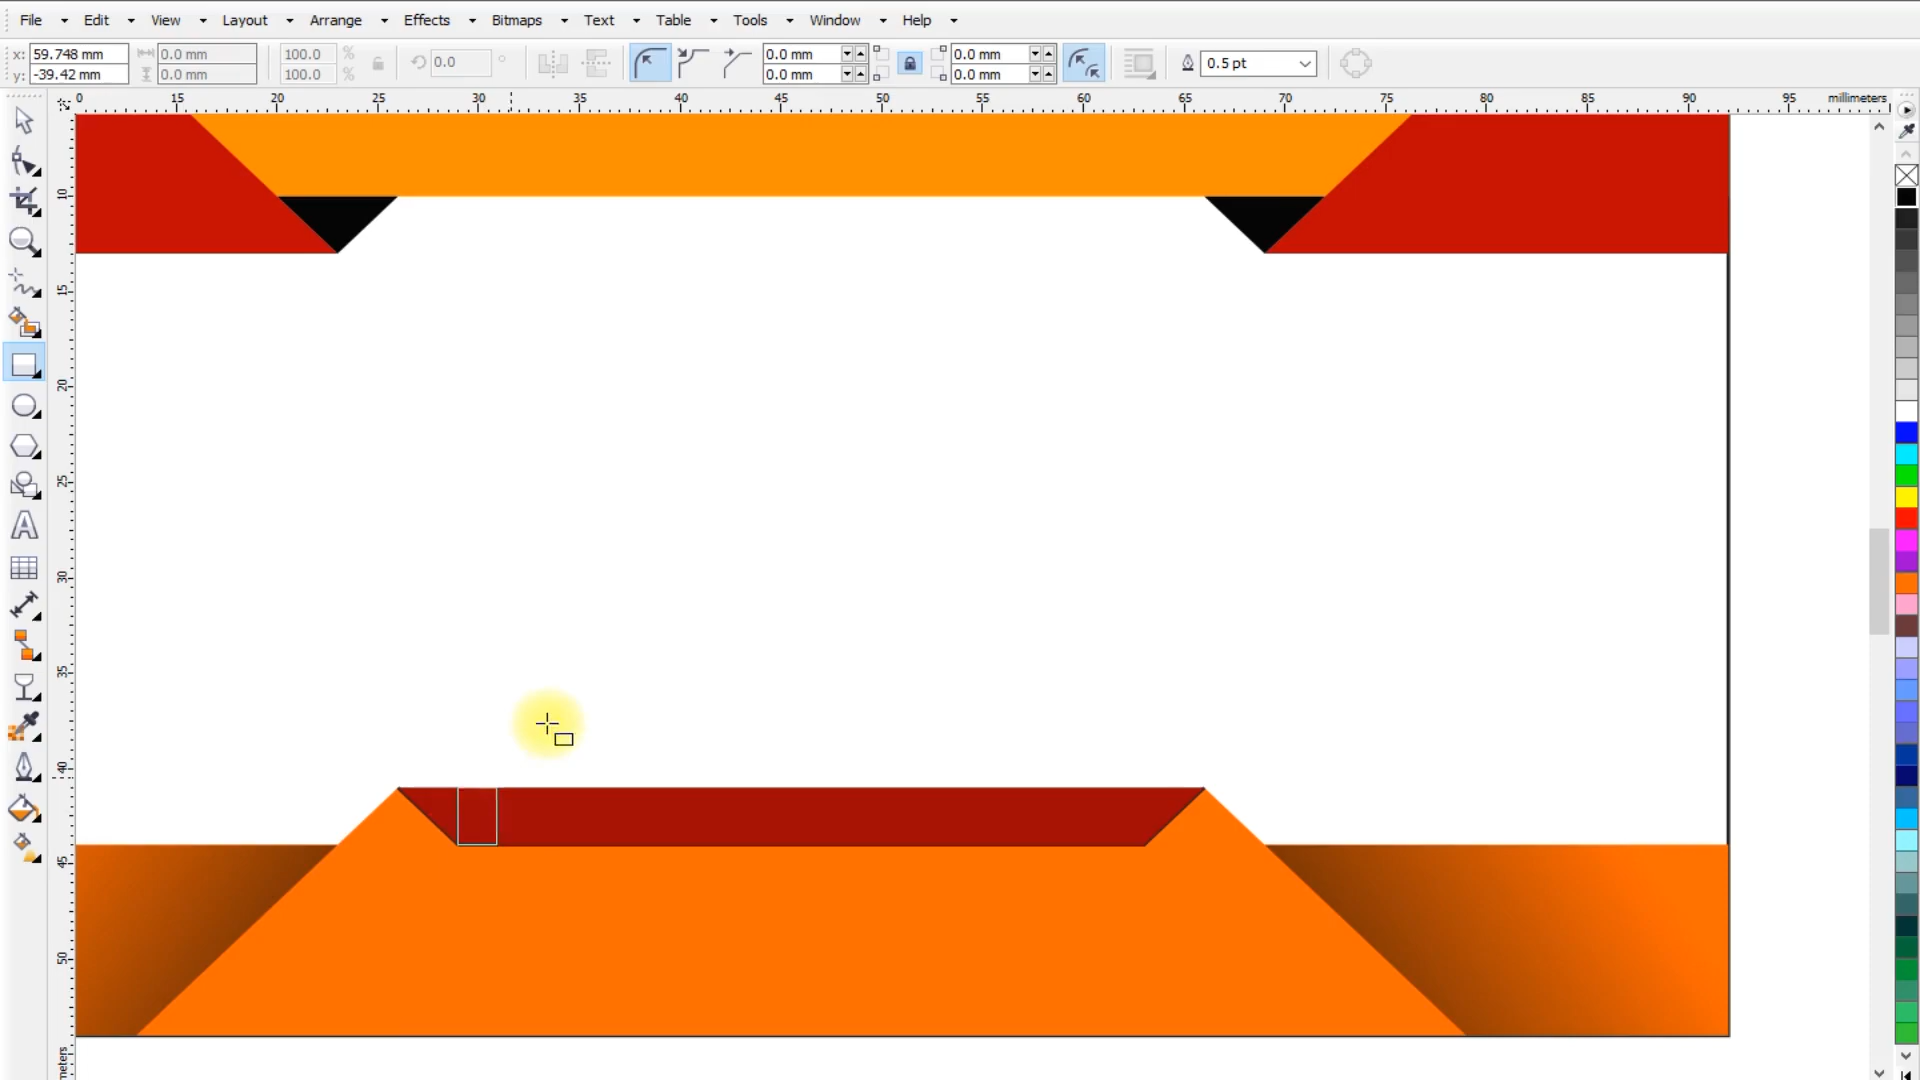 File Edit View Layout Arrange Effects Bitmaps Text Table Tools Window Help
x: 59.748 mm 0.0 mm 100.0 % 0.0 ° 0.0 mm 0.0 mm 0.5 pt
y: -39.42 mm 0.0 mm 100.0 % 0.0 mm 0.0 mm
0 15 20 25 30 35 40 45 50 55 60 65 70 75 80 85 90 95 millimeters
10
15
20
25
30
35
40
45
50
meters